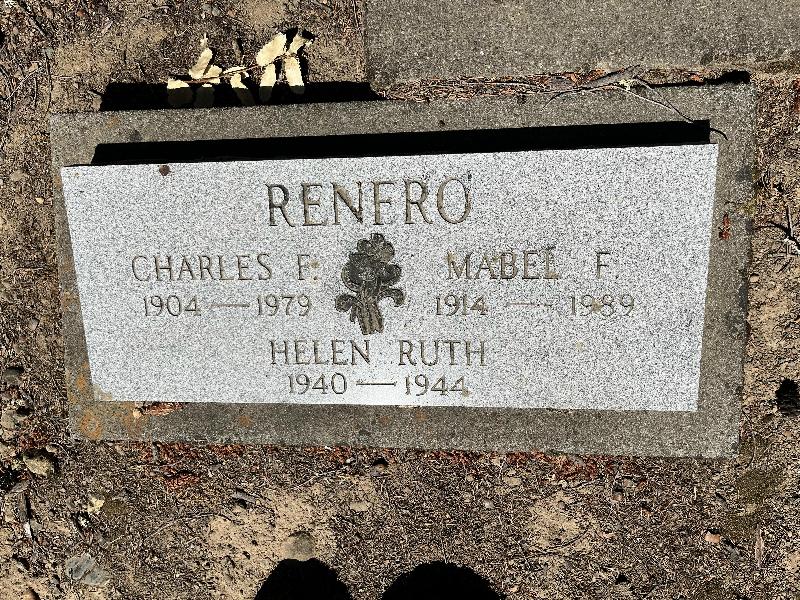 RENFRO
CHARLES F. MABEL F.
1904 — 1979 1914 — 1989
HELEN RUTH
1940 — 1944